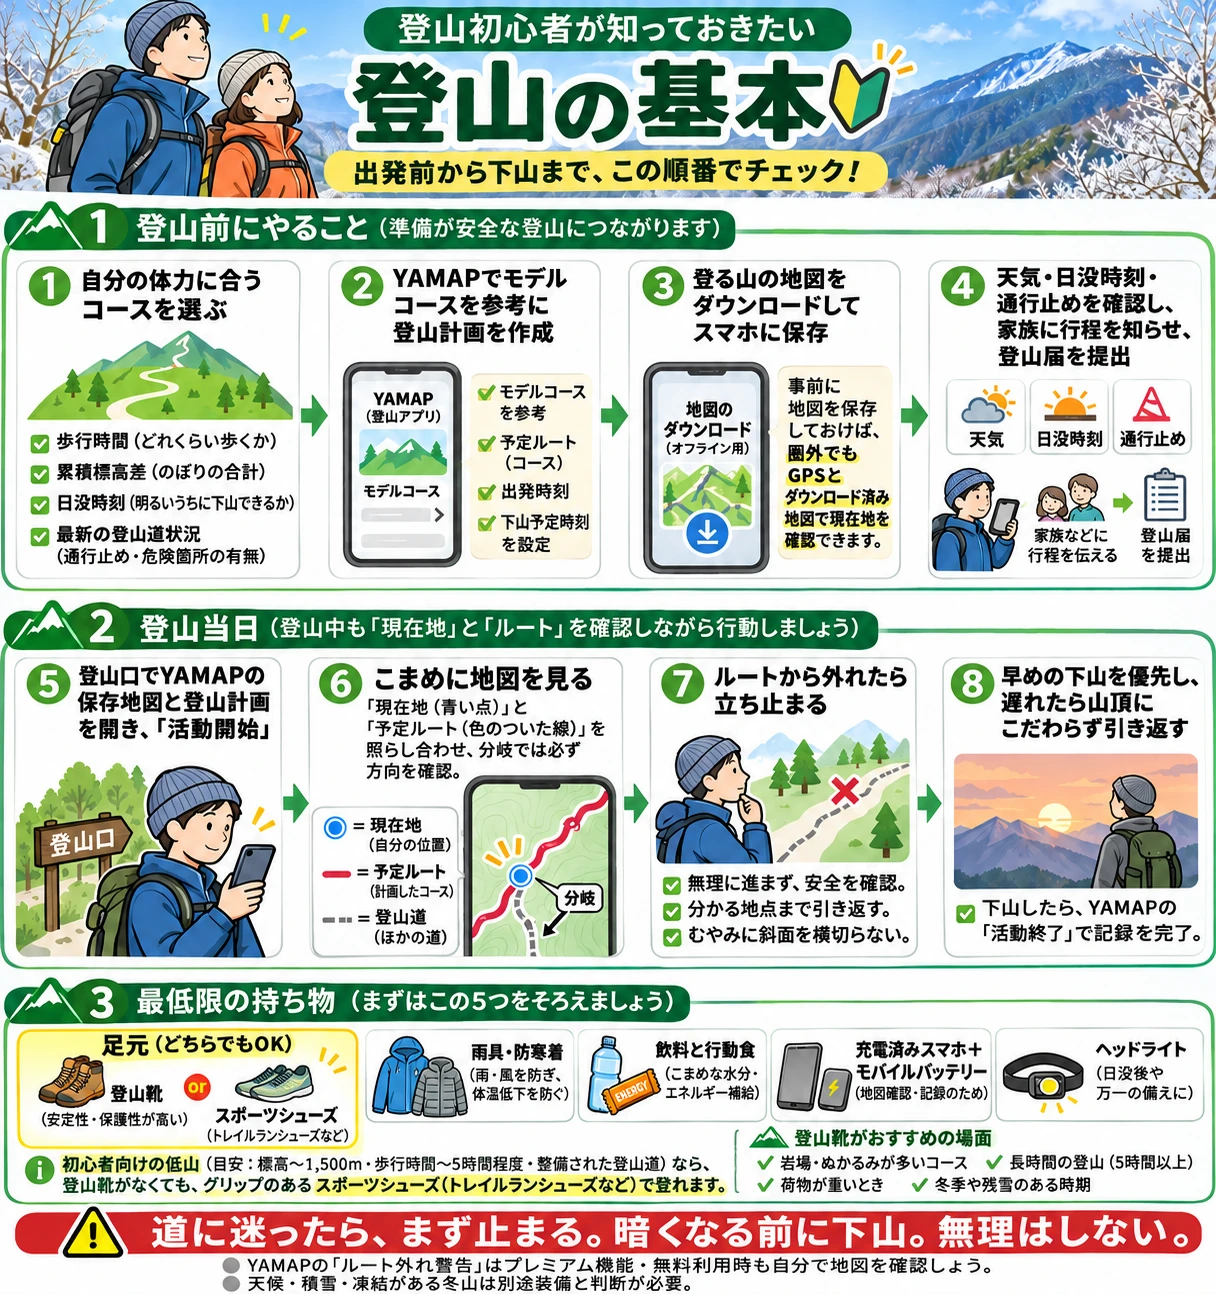 登山初心者が知っておきたい
登山の基本
出発前から下山まで、この順番でチェック!
1 登山前にやること(準備が安全な登山につながります)
1 自分の体力に合う
コースを選ぶ
歩行時間(どれくらい歩くか)
累積標高差(のぼりの合計)
日没時刻(明るいうちに下山できるか)
最新の登山道状況
(通行止め・危険箇所の有無)
2 YAMAPでモデル
コースを参考に
登山計画を作成
YAMAP
(登山アプリ)
モデルコース
モデルコース
を参考
予定ルート
(コース)
出発時刻
下山予定時刻
を設定
3 登る山の地図を
ダウンロードして
スマホに保存
地図の
ダウンロード
(オフライン用)
事前に
地図を保存
しておけば、
圏外でも
GPSと
ダウンロード済み
地図で現在地を
確認できます。
4 天気・日没時刻・
通行止めを確認し、
家族に行程を知らせ、
登山届を提出
天気
日没時刻
通行止め
家族などに
行程を伝える
登山届
を提出
2 登山当日(登山中も「現在地」と「ルート」を確認しながら行動しましょう)
5 登山口でYAMAPの
保存地図と登山計画
を開き、「活動開始」
登山口
6 こまめに地図を見る
「現在地(青い点)」と
「予定ルート(色のついた線)」を
照らし合わせ、分岐では必ず
方向を確認。
= 現在地
(自分の位置)
= 予定ルート
(計画したコース)
= 登山道
(ほかの道)
分岐
7 ルートから外れたら
立ち止まる
無理に進まず、安全を確認。
分かる地点まで引き返す。
むやみに斜面を横切らない。
8 早めの下山を優先し、
遅れたら山頂に
こだわらず引き返す
下山したら、YAMAPの
「活動終了」で記録を完了。
3 最低限の持ち物(まずはこの5つをそろえましょう)
足元(どちらでもOK)
登山靴
(安定性・保護性が高い)
or
スポーツシューズ
(トレイルランシューズなど)
雨具・防寒着
(雨・風を防ぎ、
体温低下を防ぐ)
ENERGY
飲料と行動食
(こまめな水分・
エネルギー補給)
充電済みスマホ+
モバイルバッテリー
(地図確認・記録のため)
ヘッドライト
(日没後や
万一の備えに)
i 初心者向けの低山(目安:標高〜1,500m・歩行時間〜5時間程度・整備された登山道)なら、
登山靴がなくても、グリップのあるスポーツシューズ(トレイルランシューズなど)で登れます。
登山靴がおすすめの場面
岩場・ぬかるみが多いコース
長時間の登山(5時間以上)
荷物が重いとき
冬季や残雪のある時期
道に迷ったら、まず止まる。暗くなる前に下山。無理はしない。
YAMAPの「ルート外れ警告」はプレミアム機能・無料利用時も自分で地図を確認しよう。
天候・積雪・凍結がある冬山は別途装備と判断が必要。